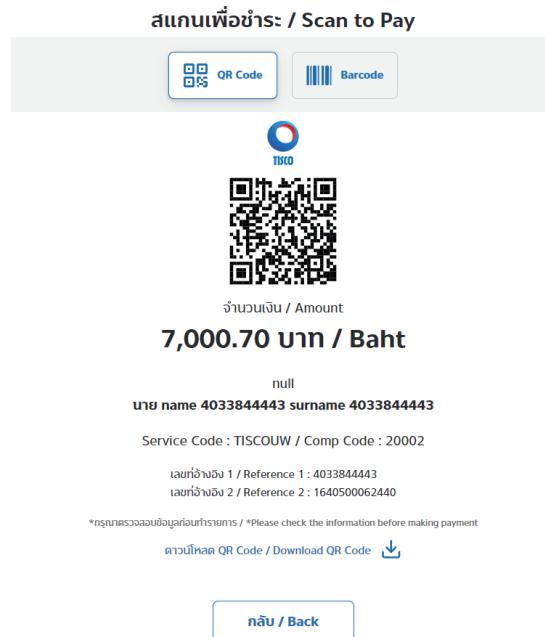 สแกนเพื่อชำระ / Scan to Pay
QR Code
Barcode
TISCO
จำนวนเงิน / Amount
7,000.70 บาท / Baht
null
นาย name 4033844443 surname 4033844443
Service Code : TISCOUW / Comp Code : 20002
เลขที่อ้างอิง 1 / Reference 1 : 4033844443
เลขที่อ้างอิง 2 / Reference 2 : 1640500062440
*กรุณาตรวจสอบข้อมูลก่อนทำรายการ / *Please check the information before making payment
ดาวน์โหลด QR Code / Download QR Code
กลับ / Back